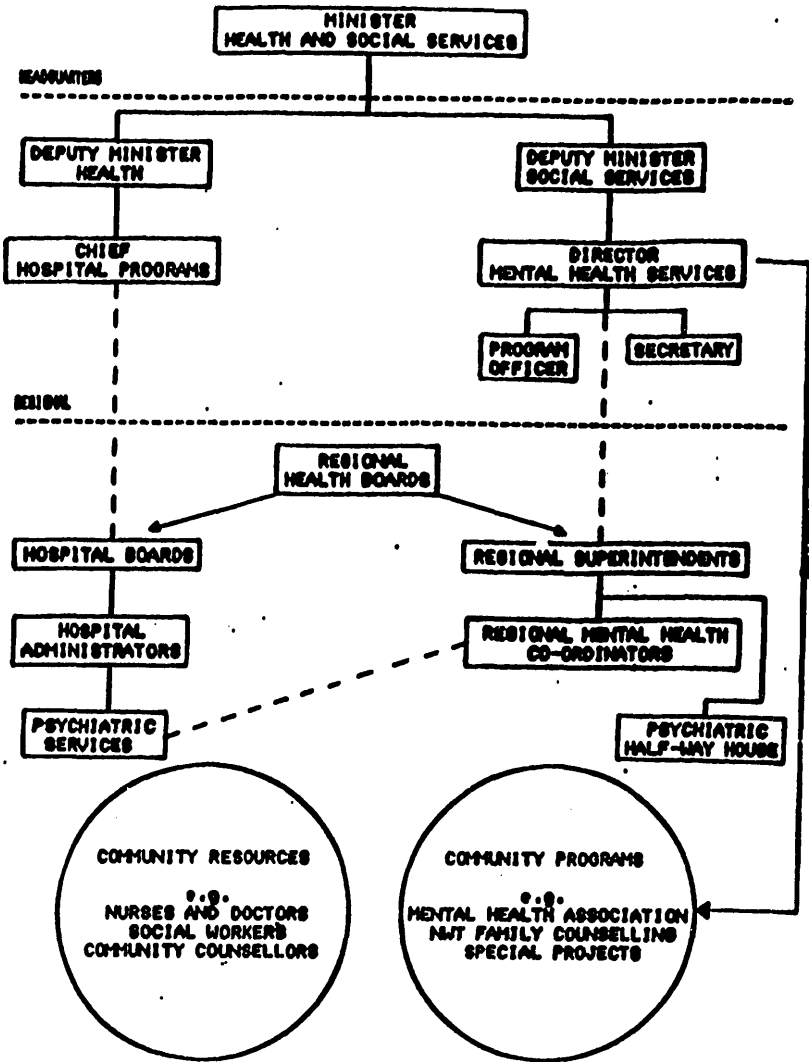 MINISTER
HEALTH AND SOCIAL SERVICES
HEADQUARTERS
DEPUTY MINISTER
HEALTH
DEPUTY MINISTER
SOCIAL SERVICES
CHIEF
HOSPITAL PROGRAMS
DIRECTOR
MENTAL HEALTH SERVICES
PROGRAM
OFFICER
SECRETARY
REGIONAL
REGIONAL
HEALTH BOARDS
HOSPITAL BOARDS
REGIONAL SUPERINTENDENTS
HOSPITAL
ADMINISTRATORS
REGIONAL MENTAL HEALTH
CO-ORDINATORS
PSYCHIATRIC
SERVICES
PSYCHIATRIC
HALF-WAY HOUSE
COMMUNITY RESOURCES
e.g.
NURSES AND DOCTORS
SOCIAL WORKERS
COMMUNITY COUNSELLORS
COMMUNITY PROGRAMS
e.g.
MENTAL HEALTH ASSOCIATION
NWT FAMILY COUNSELLING
SPECIAL PROJECTS